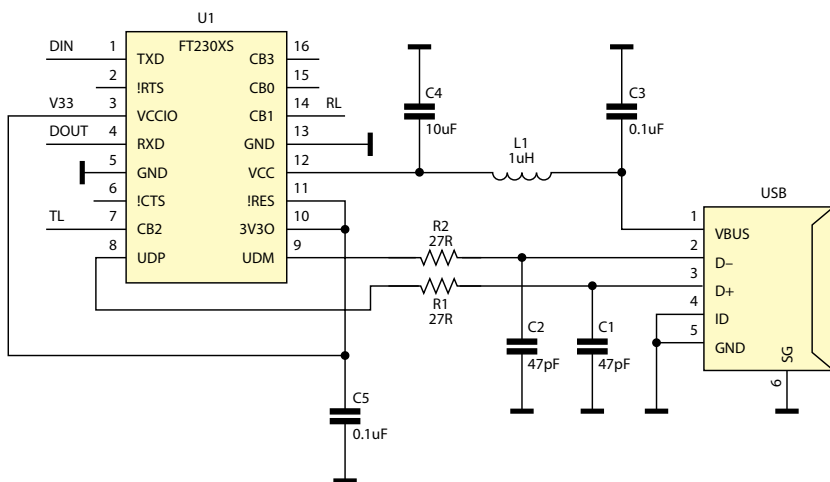 U1
FT230XS
DIN 1 TXD
2 !RTS
V33 3 VCCIO
DOUT 4 RXD
5 GND
6 !CTS
TL 7 CB2
8 UDP
CB3 16
CB0 15
CB1 14 RL
GND 13
VCC 12
!RES 11
3V3O 10
UDM 9
C4
10uF
C3
0.1uF
L1
1uH
R2
27R
R1
27R
C2
47pF
C1
47pF
C5
0.1uF
USB
1 VBUS
2 D–
3 D+
4 ID
5 GND
SG
6